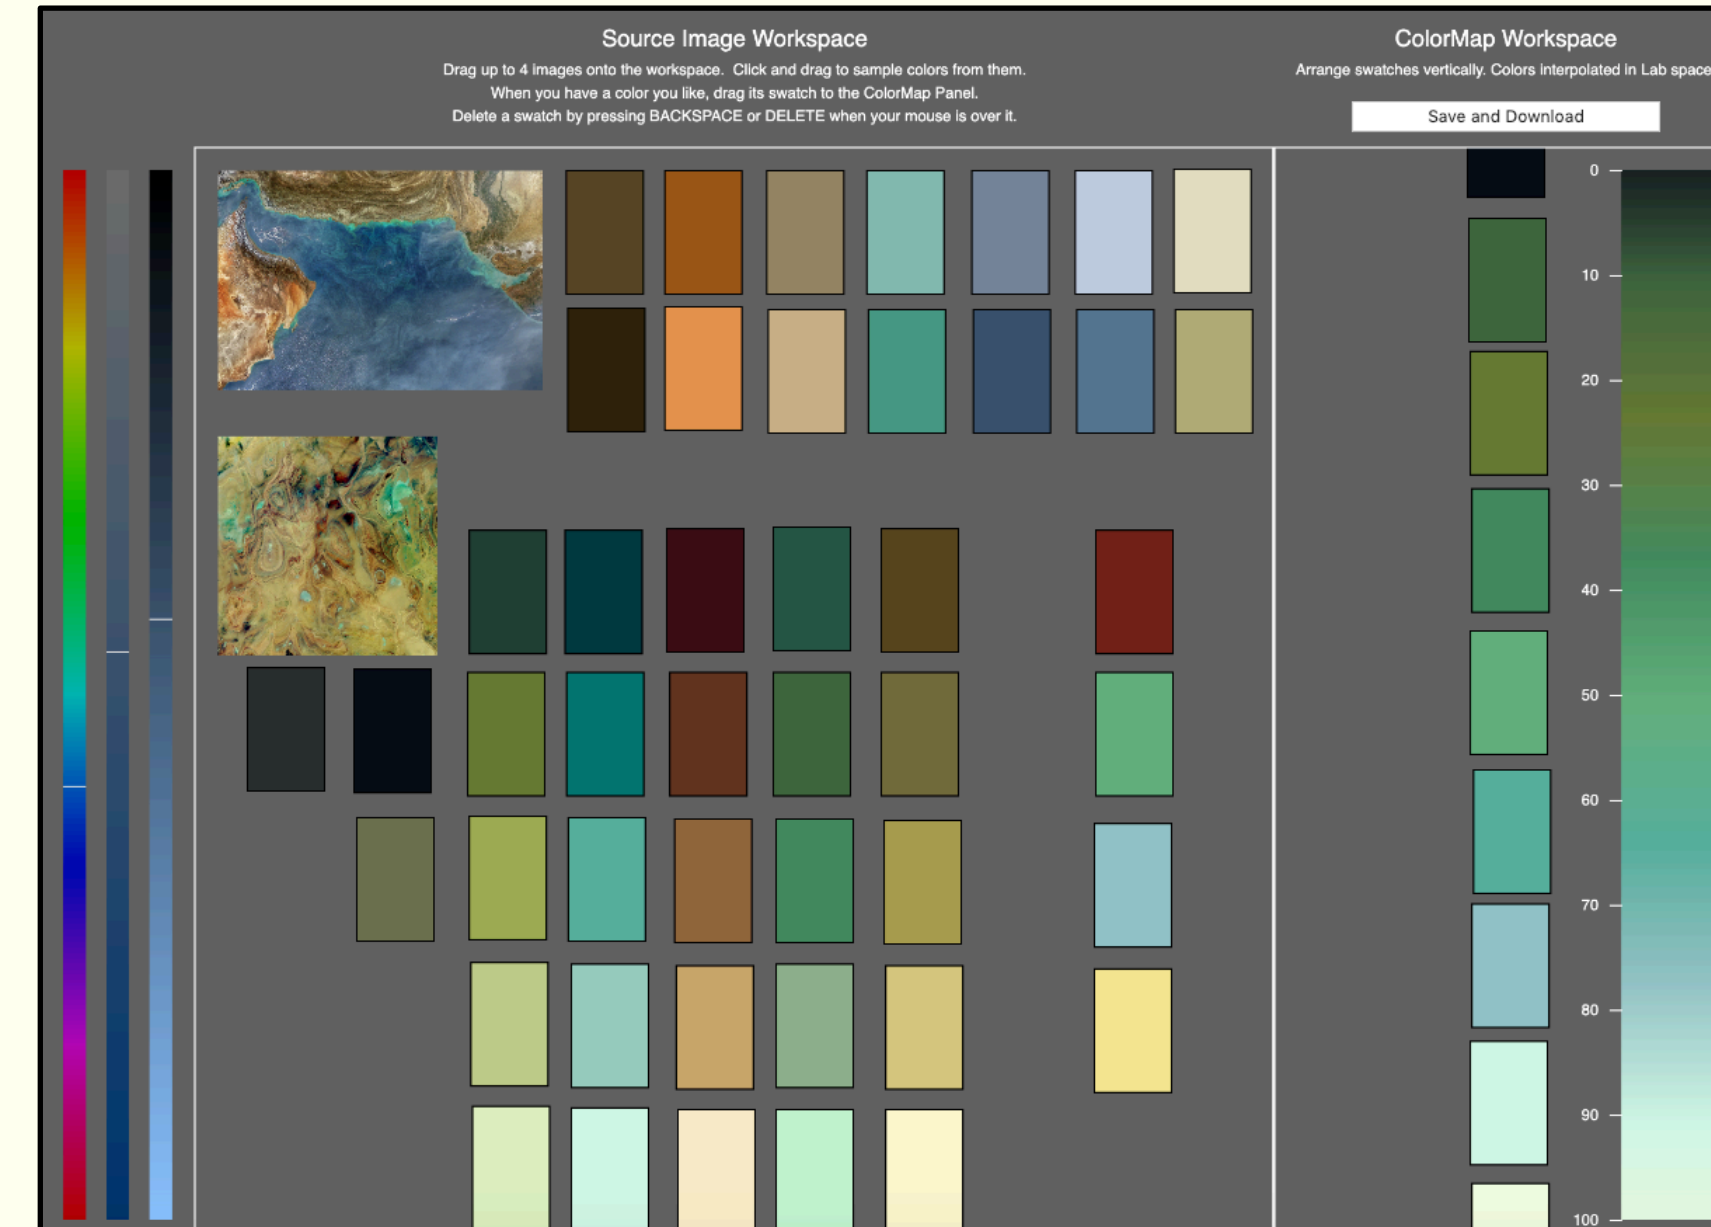 Source Image Workspace
Drag up to 4 images onto the workspace.  Click and drag to sample colors from them.
When you have a color you like, drag its swatch to the ColorMap Panel.
Delete a swatch by pressing BACKSPACE or DELETE when your mouse is over it.
ColorMap Workspace
Arrange swatches vertically. Colors interpolated in Lab space
Save and Download
0
10
20
30
40
50
60
70
80
90
100